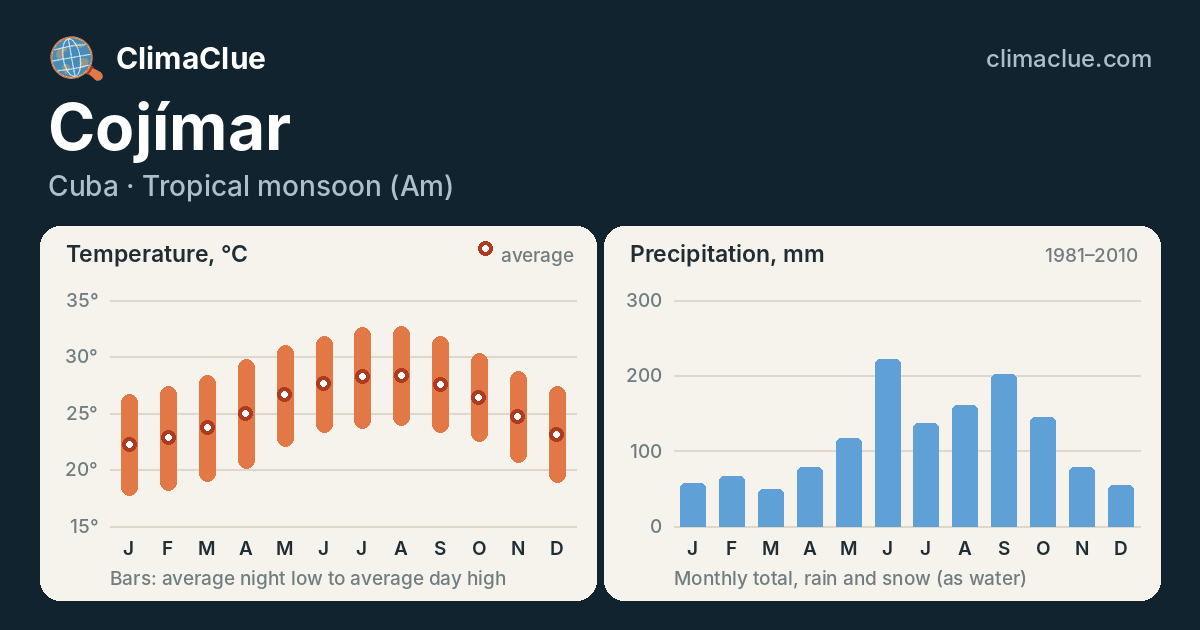 ClimaClue
climaclue.com
Cojímar
Cuba · Tropical monsoon (Am)
Temperature, °C
average
35°
30°
25°
20°
15°
J F M A M J J A S O N D
Bars: average night low to average day high
Precipitation, mm
1981–2010
300
200
100
0
J F M A M J J A S O N D
Monthly total, rain and snow (as water)